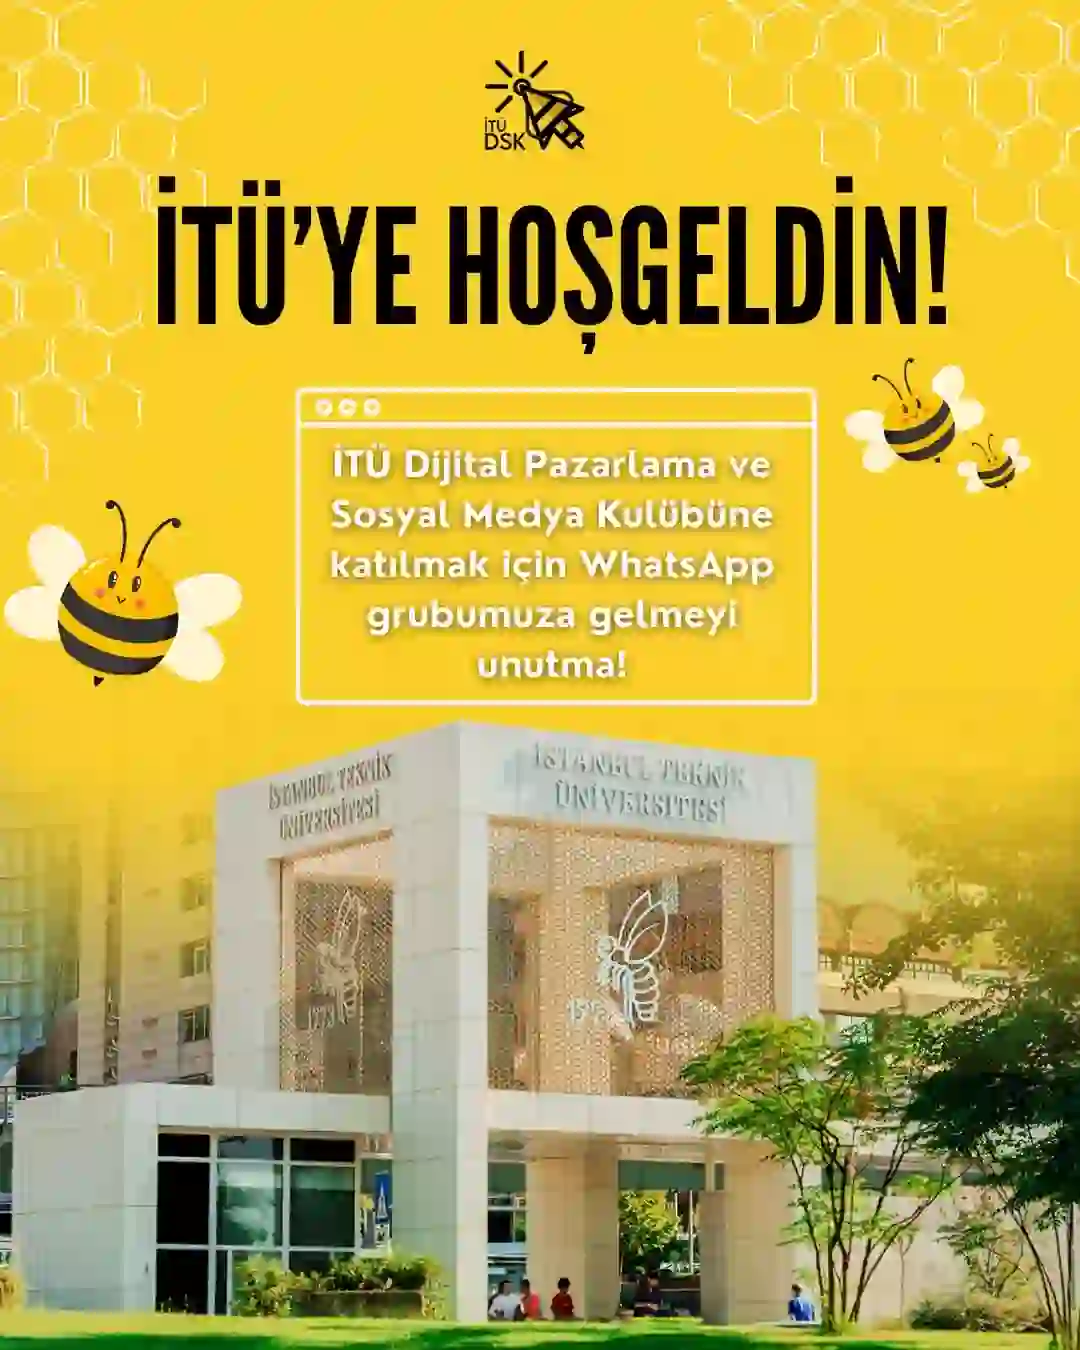 İTÜ
DSK
İTÜ'YE HOŞGELDİN!
İTÜ Dijital Pazarlama ve
Sosyal Medya Kulübüne
katılmak için WhatsApp
grubumuza gelmeyi
unutma!
İSTANBUL TEKNİK
ÜNİVERSİTESİ
İSTANBUL TEKNİK
ÜNİVERSİTESİ
1773